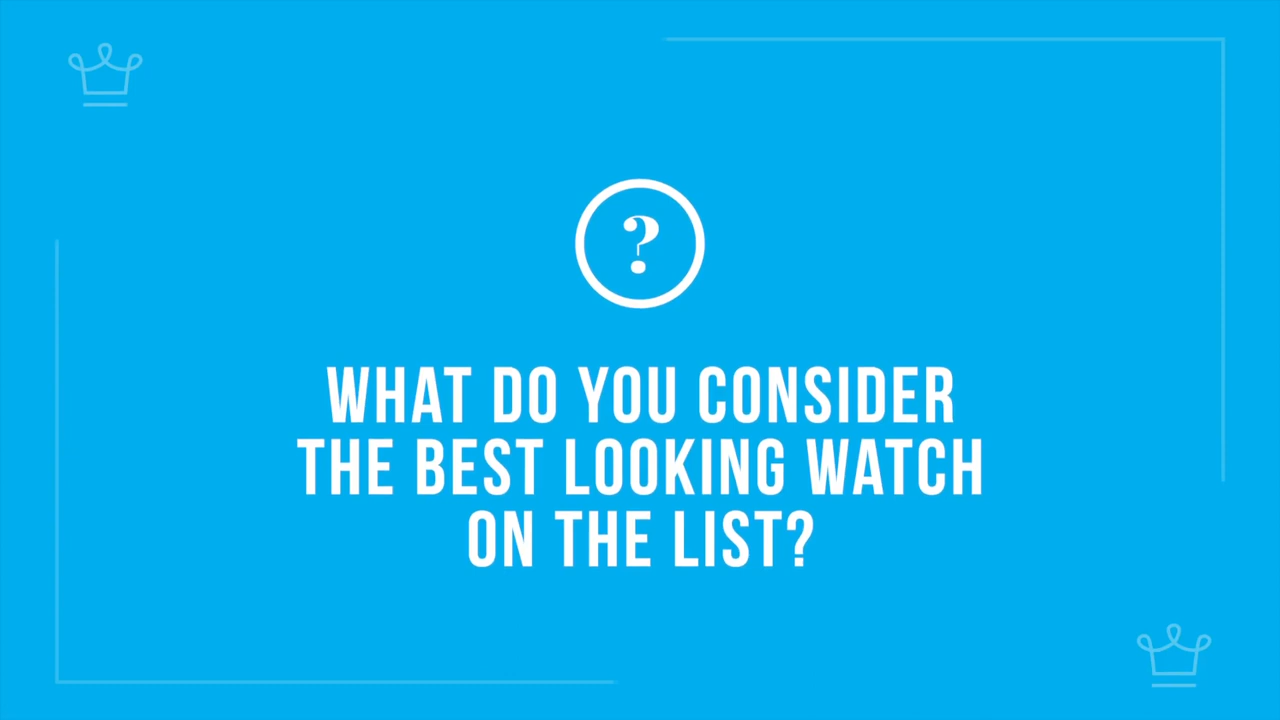 ?
WHAT DO YOU CONSIDER
THE BEST LOOKING WATCH
ON THE LIST?